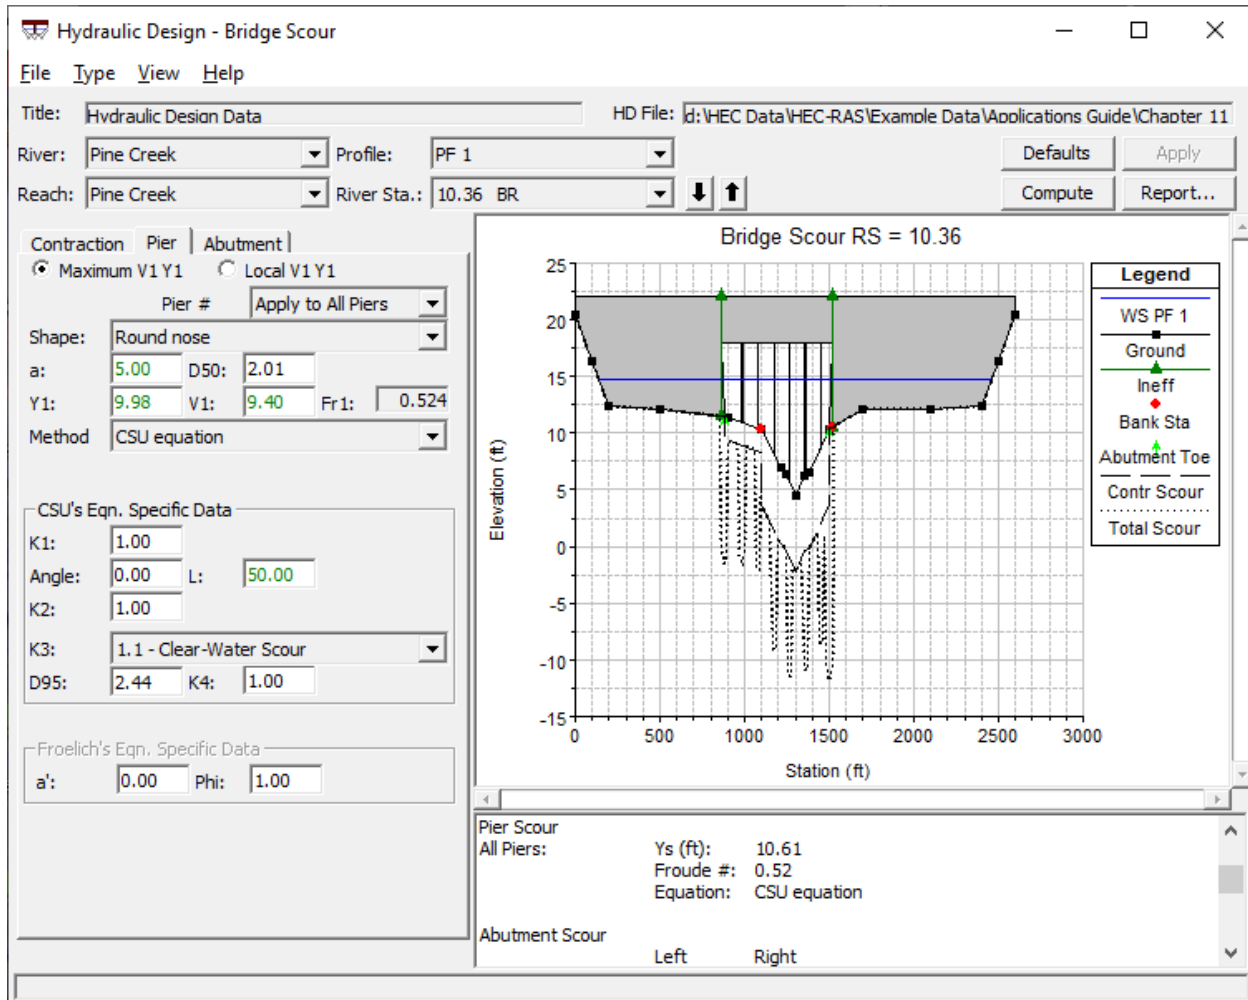 Hydraulic Design - Bridge Scour
File Type View Help
Title: Hydraulic Design Data HD File: d:\HEC Data\HEC-RAS\Example Data\Applications Guide\Chapter 11
River: Pine Creek Profile: PF 1 Defaults Apply
Reach: Pine Creek River Sta.: 10.36 BR Compute Report...
Contraction Pier Abutment
Maximum V1 Y1 Local V1 Y1
Pier # Apply to All Piers
Shape: Round nose
a: 5.00 D50: 2.01
Y1: 9.98 V1: 9.40 Fr1: 0.524
Method CSU equation
CSU's Eqn. Specific Data
K1: 1.00
Angle: 0.00 L: 50.00
K2: 1.00
K3: 1.1 - Clear-Water Scour
D95: 2.44 K4: 1.00
Froelich's Eqn. Specific Data
a': 0.00 Phi: 1.00
Bridge Scour RS = 10.36
25
20
15
10
5
0
-5
-10
-15
Elevation (ft)
0 500 1000 1500 2000 2500 3000
Station (ft)
Legend
WS PF 1
Ground
Ineff
Bank Sta
Abutment Toe
Contr Scour
Total Scour
Pier Scour
All Piers: Ys (ft): 10.61
Froude #: 0.52
Equation: CSU equation
Abutment Scour
Left Right